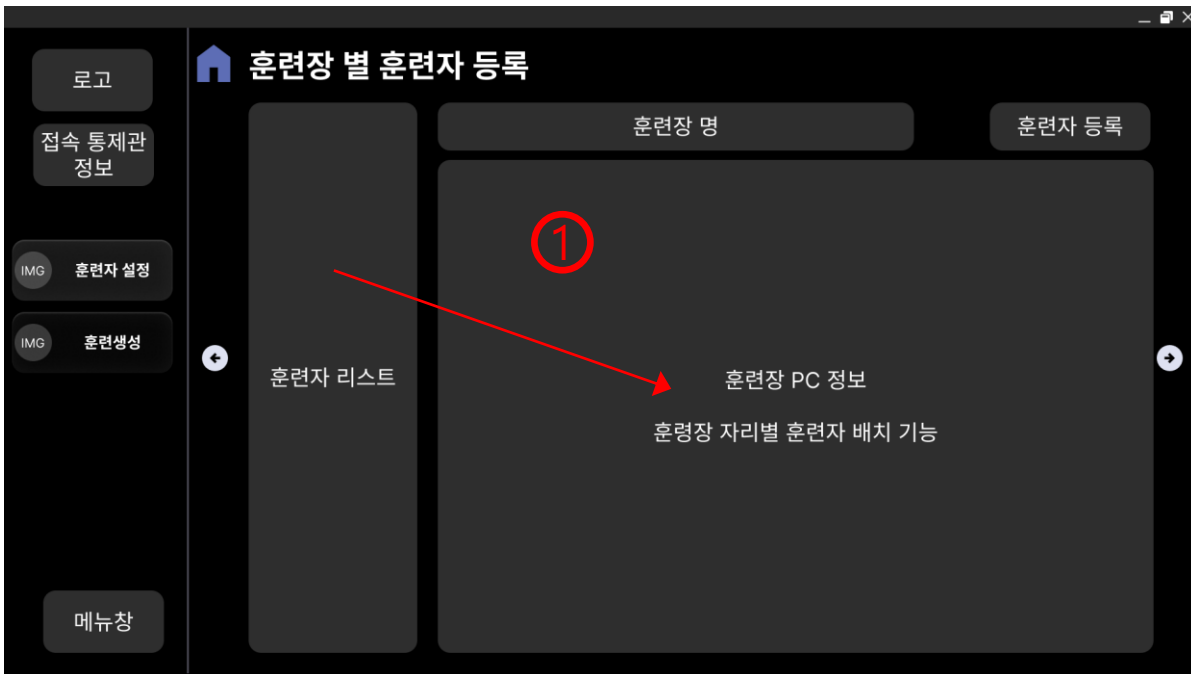 로고
접속 통제관
정보
IMG 훈련자 설정
IMG 훈련생성
메뉴창
훈련장 별 훈련자 등록
훈련장 명
훈련자 등록
훈련자 리스트
1
훈련장 PC 정보
훈령장 자리별 훈련자 배치 기능